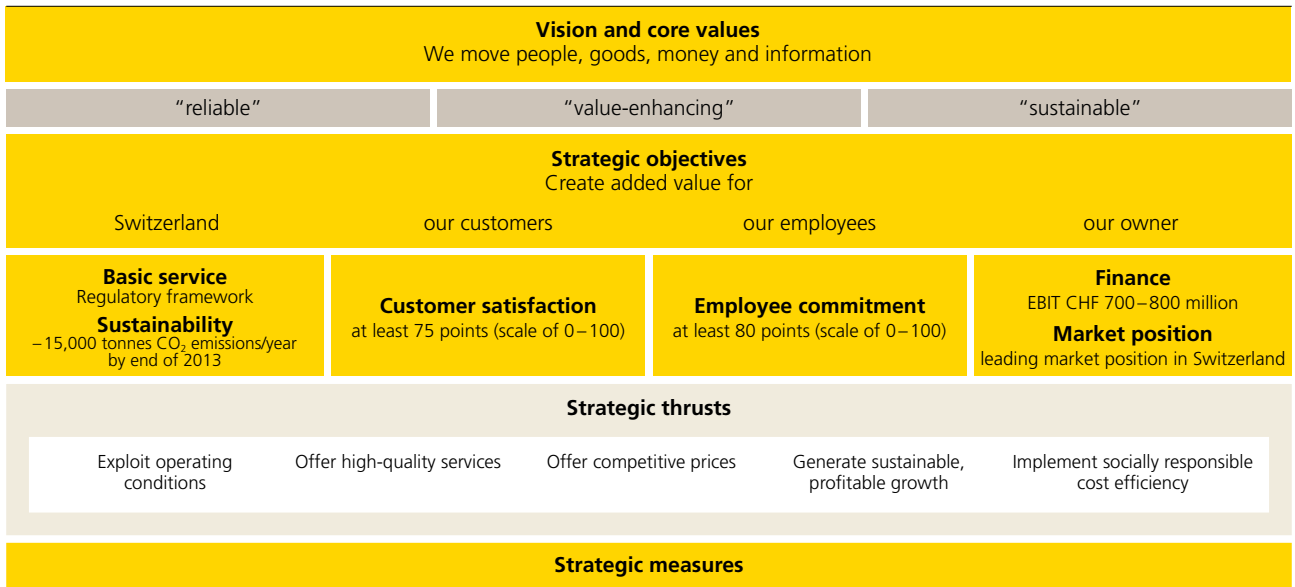 Vision and core values
We move people, goods, money and information
“reliable”
“value-enhancing”
“sustainable”
Strategic objectives
Create added value for
Switzerland
our customers
our employees
our owner
Basic service
Regulatory framework
Sustainability
–15,000 tonnes CO₂ emissions/year
by end of 2013
Customer satisfaction
at least 75 points (scale of 0–100)
Employee commitment
at least 80 points (scale of 0–100)
Finance
EBIT CHF 700–800 million
Market position
leading market position in Switzerland
Strategic thrusts
Exploit operating
conditions
Offer high-quality services
Offer competitive prices
Generate sustainable,
profitable growth
Implement socially responsible
cost efficiency
Strategic measures